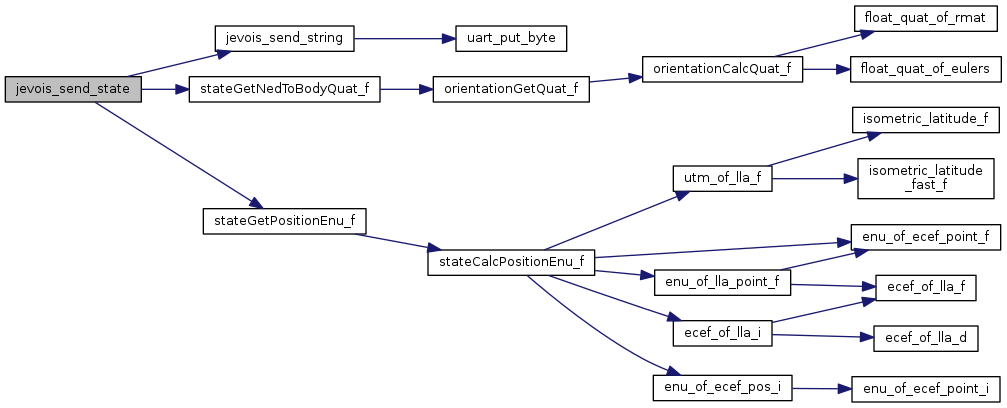 jevois_send_state
jevois_send_string
uart_put_byte
stateGetNedToBodyQuat_f
orientationGetQuat_f
orientationCalcQuat_f
float_quat_of_rmat
float_quat_of_eulers
stateGetPositionEnu_f
stateCalcPositionEnu_f
utm_of_lla_f
isometric_latitude_f
isometric_latitude
_fast_f
enu_of_ecef_point_f
enu_of_lla_point_f
ecef_of_lla_f
ecef_of_lla_i
ecef_of_lla_d
enu_of_ecef_pos_i
enu_of_ecef_point_i